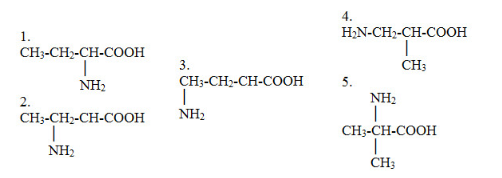 1.
CH₃-CH₂-CH-COOH
NH₂
2.
CH₃-CH₂-CH-COOH
NH₂
3.
CH₃-CH₂-CH-COOH
NH₂
4.
H₂N-CH₂-CH-COOH
CH₃
5.
NH₂
CH₃-CH-COOH
CH₃